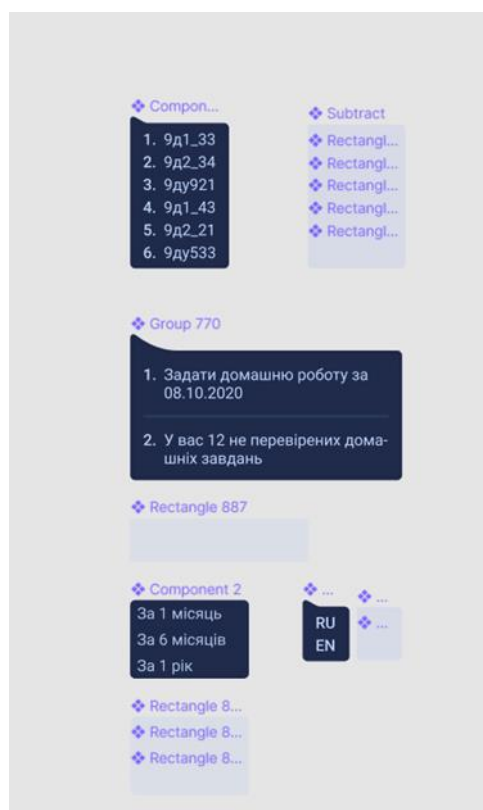 Compon...
1. 9д1_33
2. 9д2_34
3. 9ду921
4. 9д1_43
5. 9д2_21
6. 9ду533
Subtract
Rectangl...
Rectangl...
Rectangl...
Rectangl...
Rectangl...
Group 770
1. Задати домашню роботу за
08.10.2020
2. У вас 12 не перевірених дома-
шніх завдань
Rectangle 887
Component 2
За 1 місяць
За 6 місяців
За 1 рік
...
RU
EN
...
...
Rectangle 8...
Rectangle 8...
Rectangle 8...